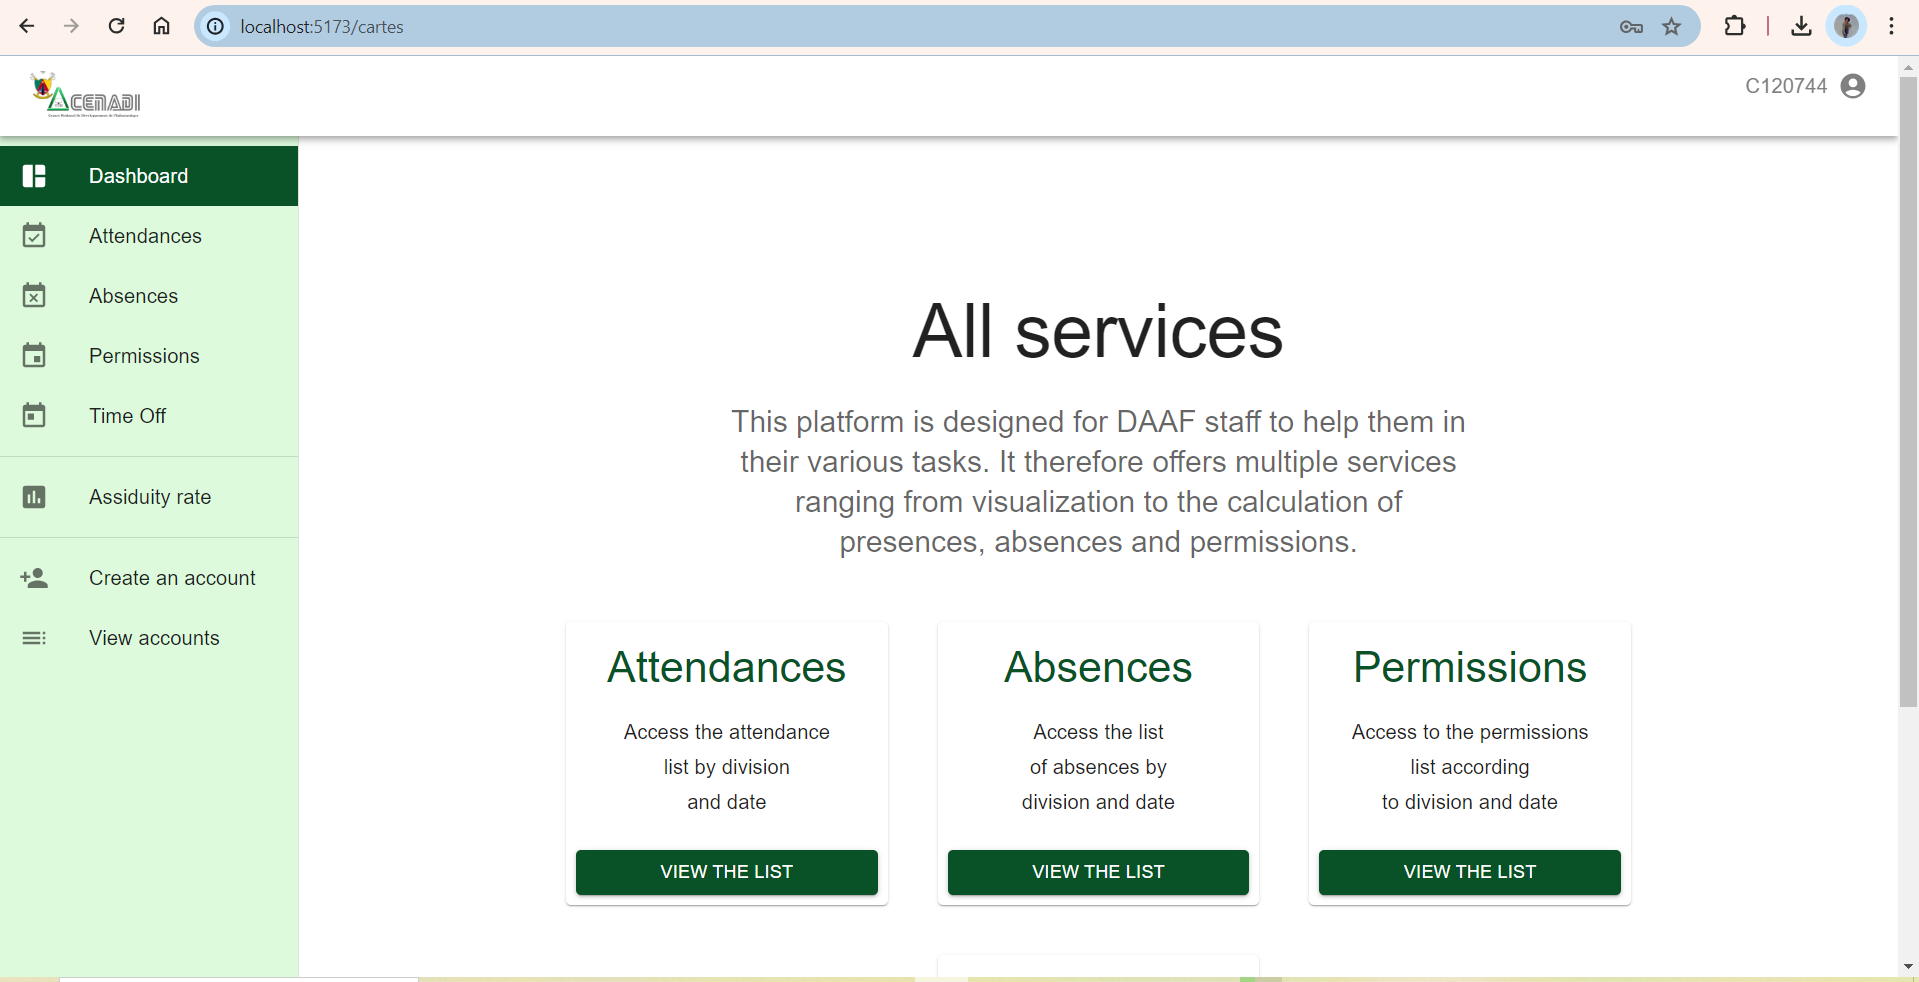 localhost:5173/cartes
ACENADI
C120744
Dashboard
Attendances
Absences
Permissions
Time Off
Assiduity rate
Create an account
View accounts
All services
This platform is designed for DAAF staff to help them in
their various tasks. It therefore offers multiple services
ranging from visualization to the calculation of
presences, absences and permissions.
Attendances
Access the attendance
list by division
and date
VIEW THE LIST
Absences
Access the list
of absences by
division and date
VIEW THE LIST
Permissions
Access to the permissions
list according
to division and date
VIEW THE LIST